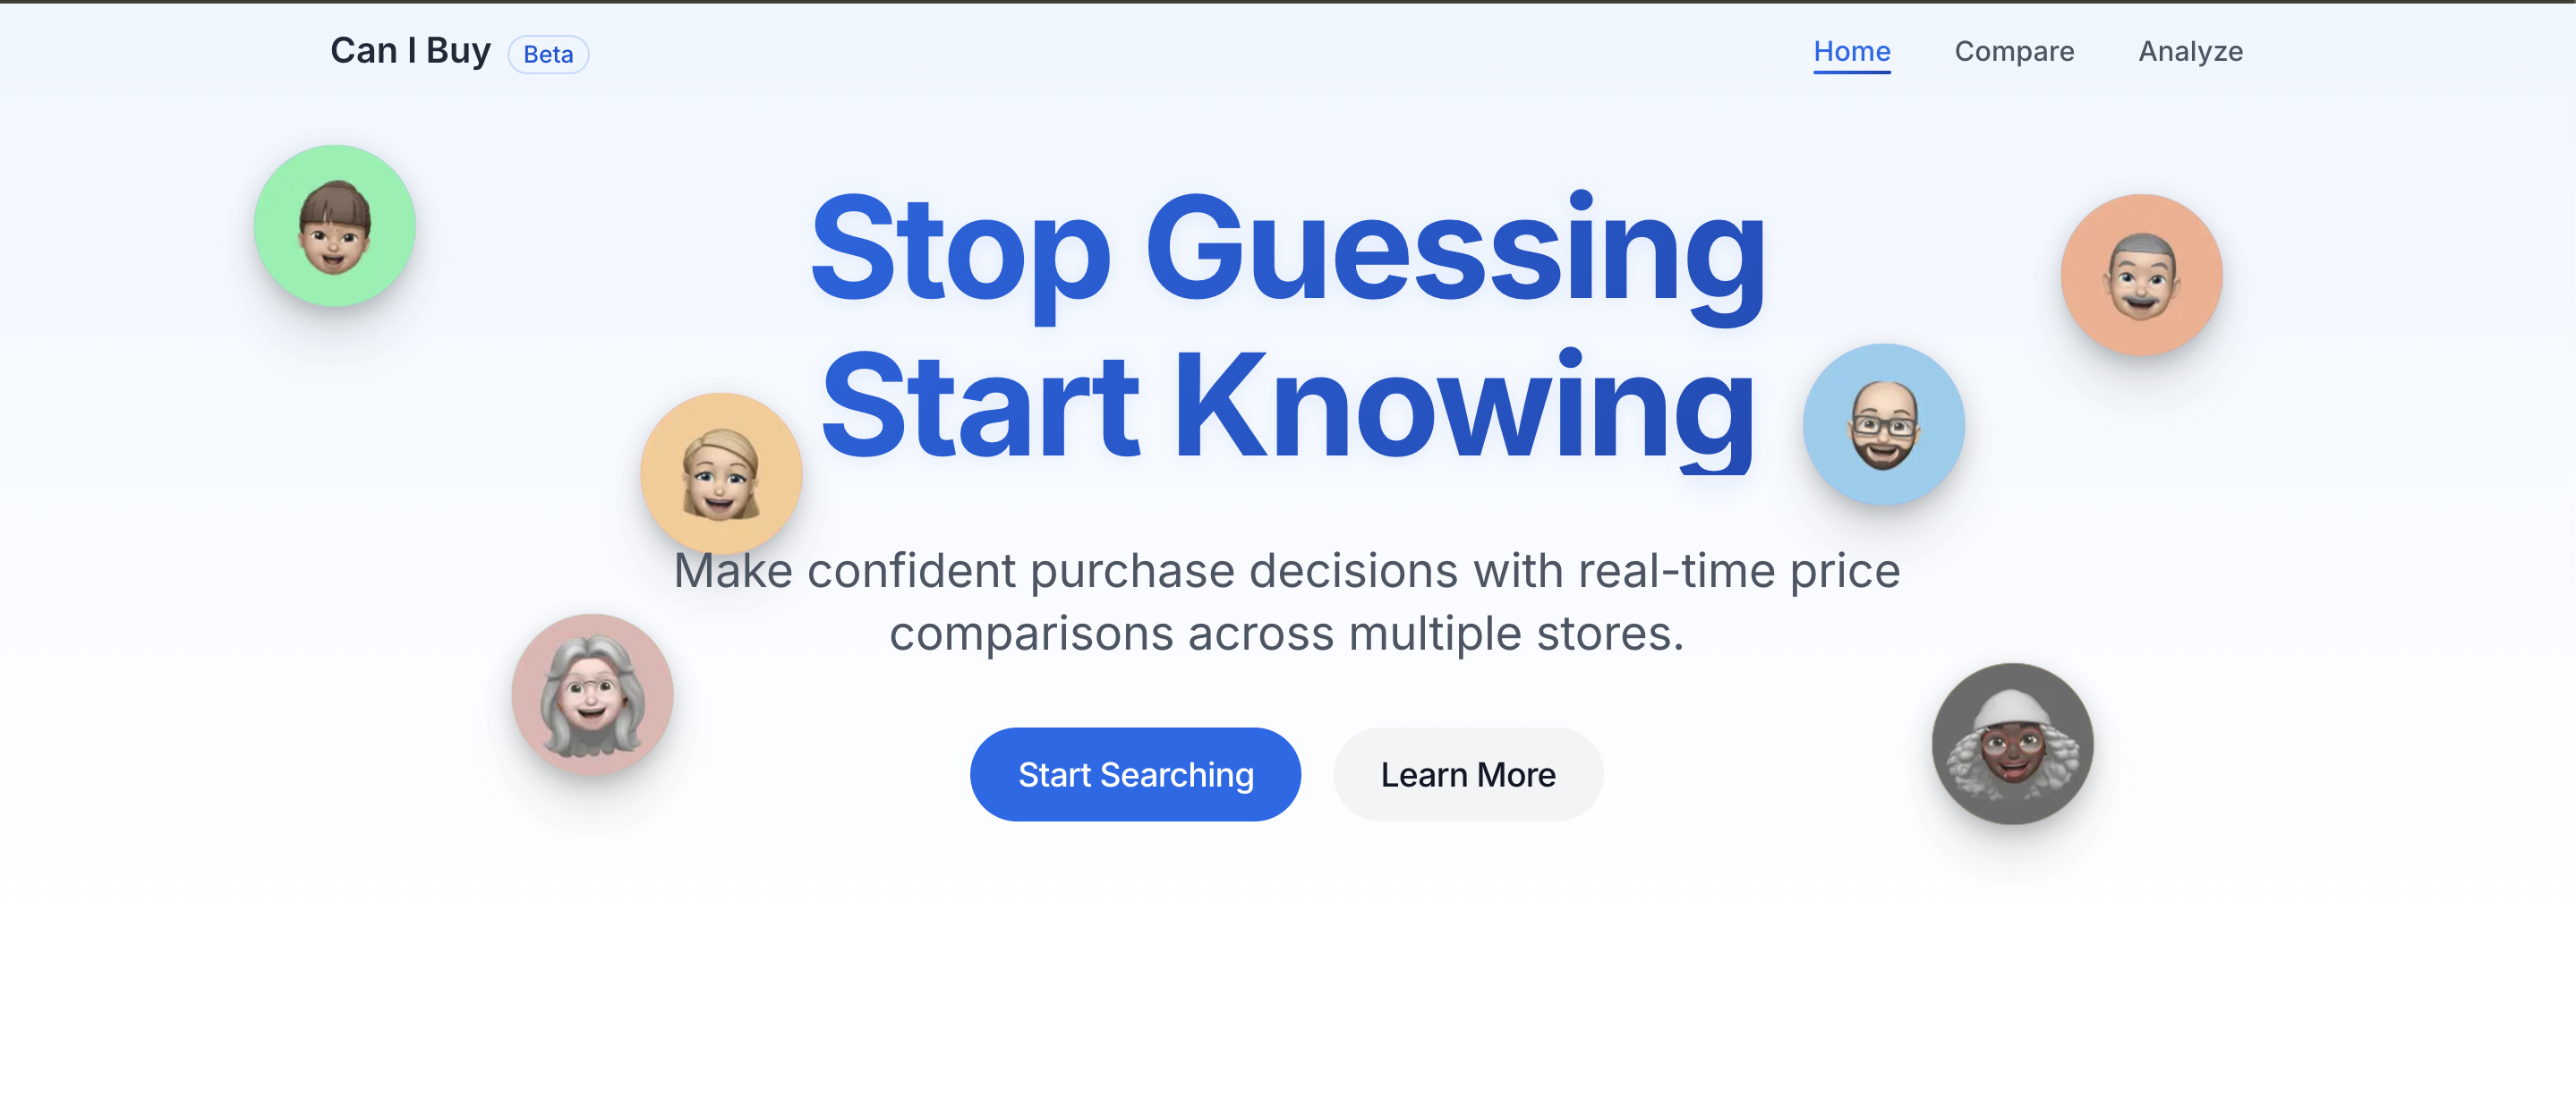 Can I Buy Beta
Home Compare Analyze
Stop Guessing
Start Knowing
Make confident purchase decisions with real-time price
comparisons across multiple stores.
Start Searching
Learn More